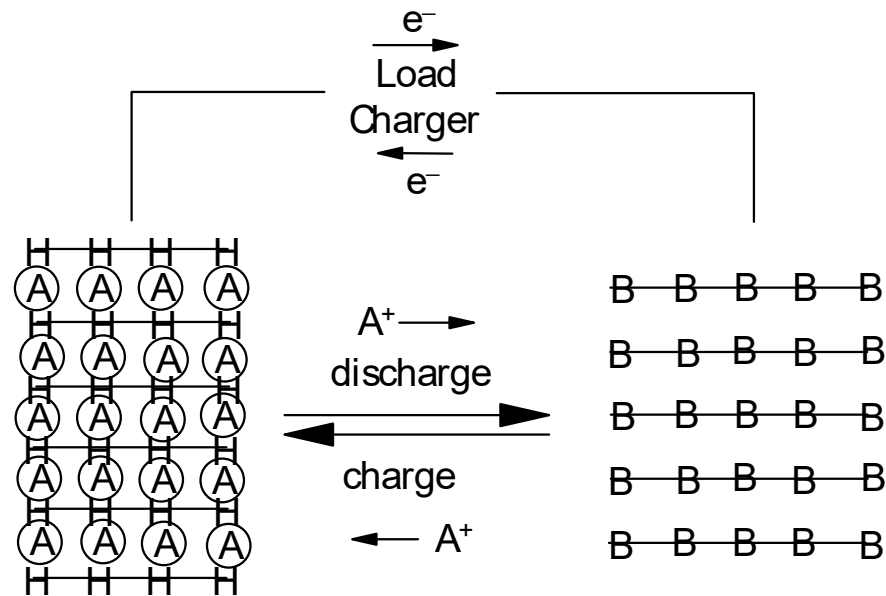 e⁻
Load
Charger
e⁻
H H H H
A A A A
H H H H
A A A A
H H H H
A A A A
H H H H
A A A A
H H H H
A A A A
H H H H
A⁺
discharge
charge
A⁺
B B B B B
B B B B B
B B B B B
B B B B B
B B B B B